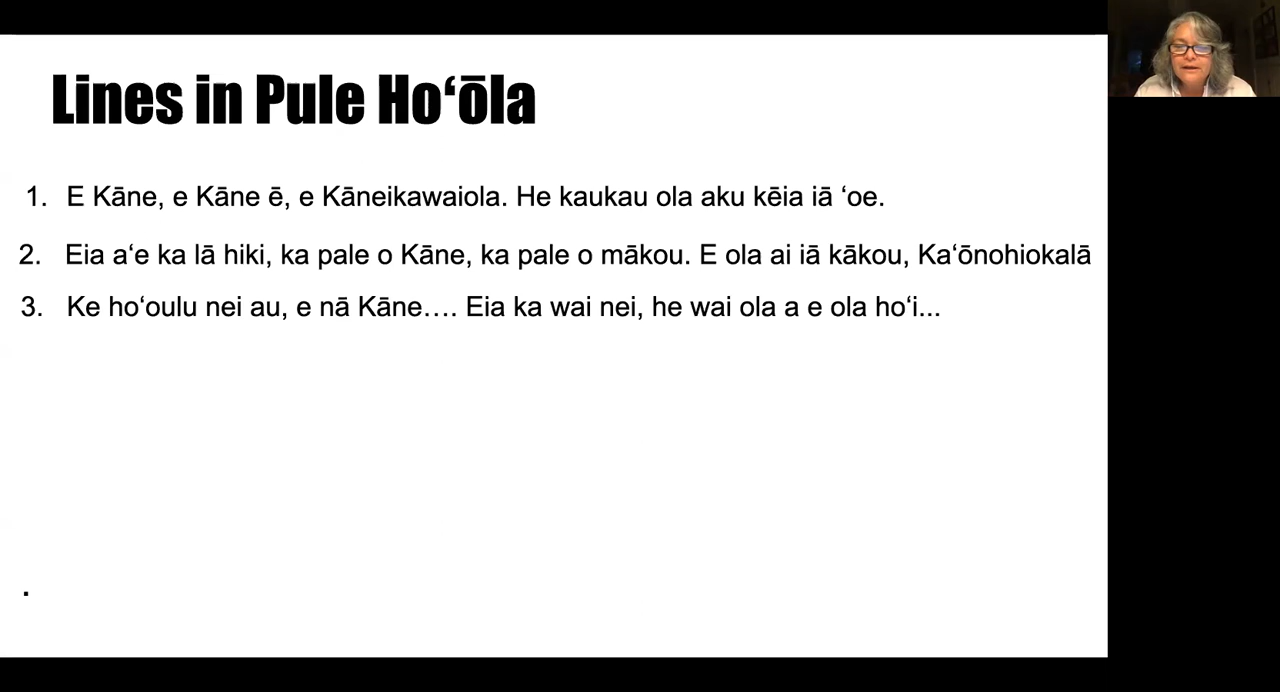 Lines in Pule Hoʻōla
1. E Kāne, e Kāne ē, e Kāneikawaiola. He kaukau ola aku kēia iā ʻoe.
2. Eia aʻe ka lā hiki, ka pale o Kāne, ka pale o mākou. E ola ai iā kākou, Kaʻōnohiokalā
3. Ke hoʻoulu nei au, e nā Kāne…. Eia ka wai nei, he wai ola a e ola hoʻi...
.